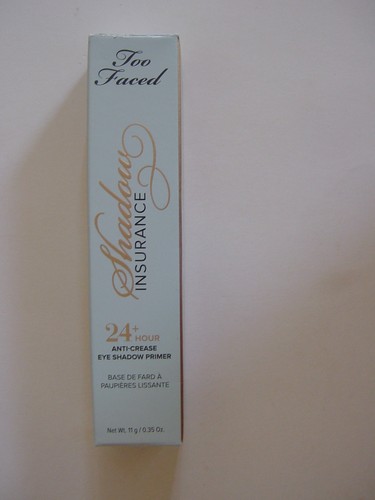 Too
Faced
Shadow
INSURANCE
24+
HOUR
ANTI-CREASE
EYE SHADOW PRIMER
BASE DE FARD À
PAUPIÈRES LISSANTE
Net Wt. 11 g / 0.35 Oz.